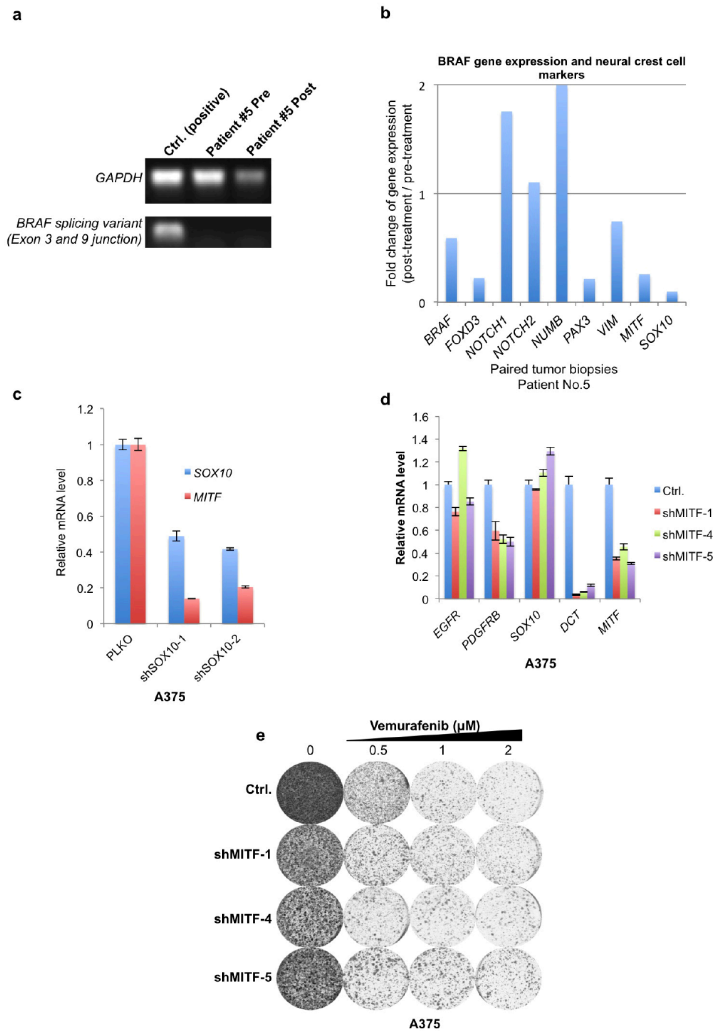 a
Ctrl. (positive)
Patient #5 Pre
Patient #5 Post
GAPDH
BRAF splicing variant
(Exon 3 and 9 junction)
b
BRAF gene expression and neural crest cell
markers
Fold change of gene expression
(post-treatment / pre-treatment)
2
1
0
BRAF
FOXD3
NOTCH1
NOTCH2
NUMB
PAX3
VIM
MITF
SOX10
Paired tumor biopsies
Patient No.5
c
Relative mRNA level
1.2
1
0.8
0.6
0.4
0.2
0
SOX10
MITF
PLKO
shSOX10-1
shSOX10-2
A375
d
Relative mRNA level
1.6
1.4
1.2
1
0.8
0.6
0.4
0.2
0
Ctrl.
shMITF-1
shMITF-4
shMITF-5
EGFR
PDGFRB
SOX10
DCT
MITF
A375
e
Vemurafenib (µM)
0 0.5 1 2
Ctrl.
shMITF-1
shMITF-4
shMITF-5
A375